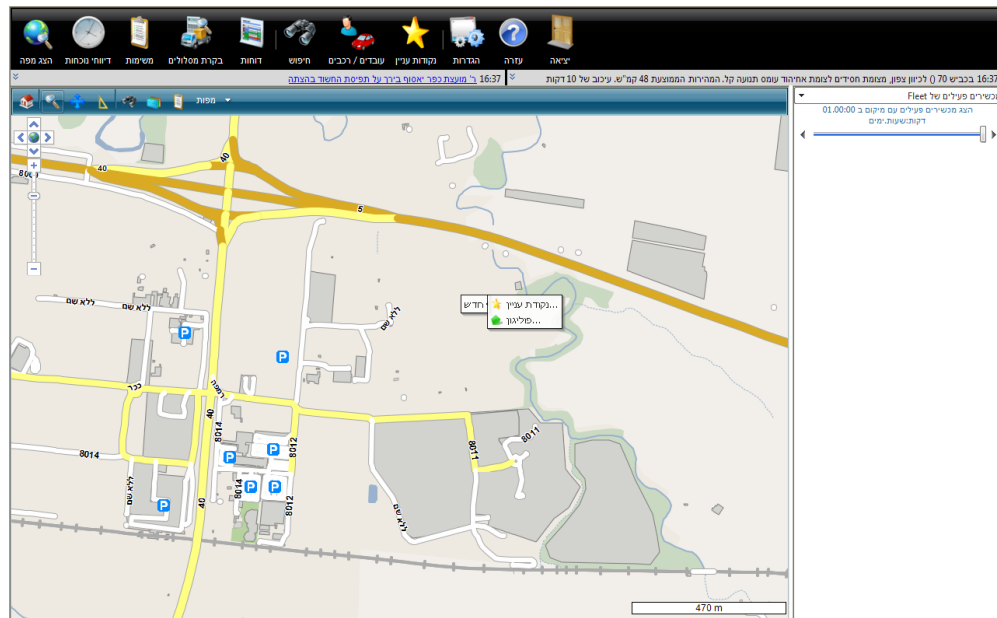 יציאה
עזרה
הגדרות
נקודות עניין
עובדים / רכבים
חיפוש
דוחות
בקרת מסלולים
משימות
דיווחי נוכחות
הצג מפה
16:37 בכביש 70 () לכיוון צפון, מצומת חסידים לצומת אחיהוד עומס תנועה קל. המהירות הממוצעת 48 קמ"ש. עיכוב של 10 דקות
16:37 ר' מועצת כפר יאסוף בירך על תפיסת החשוד בהצתה
מכשירים פעילים של Fleet
הצג מכשירים פעילים עם מיקום ב 01.00:00
דקות:שעות.ימים
מפות
40
40
5
ללא שם
ללא שם
ללא שם
חדש
נקודת עניין...
פוליגון...
P
P
ככר
רמפה
40
8014
8012
8011
8011
8014
P
P
P
P
P
8014
8012
40
ללא שם
ללא שם
470 m